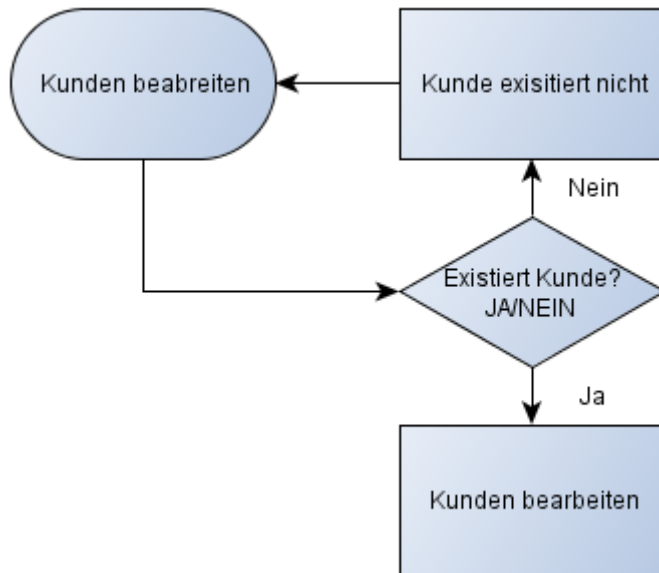 Kunden beabreiten
Kunde exisitiert nicht
Nein
Existiert Kunde?
JA/NEIN
Ja
Kunden bearbeiten